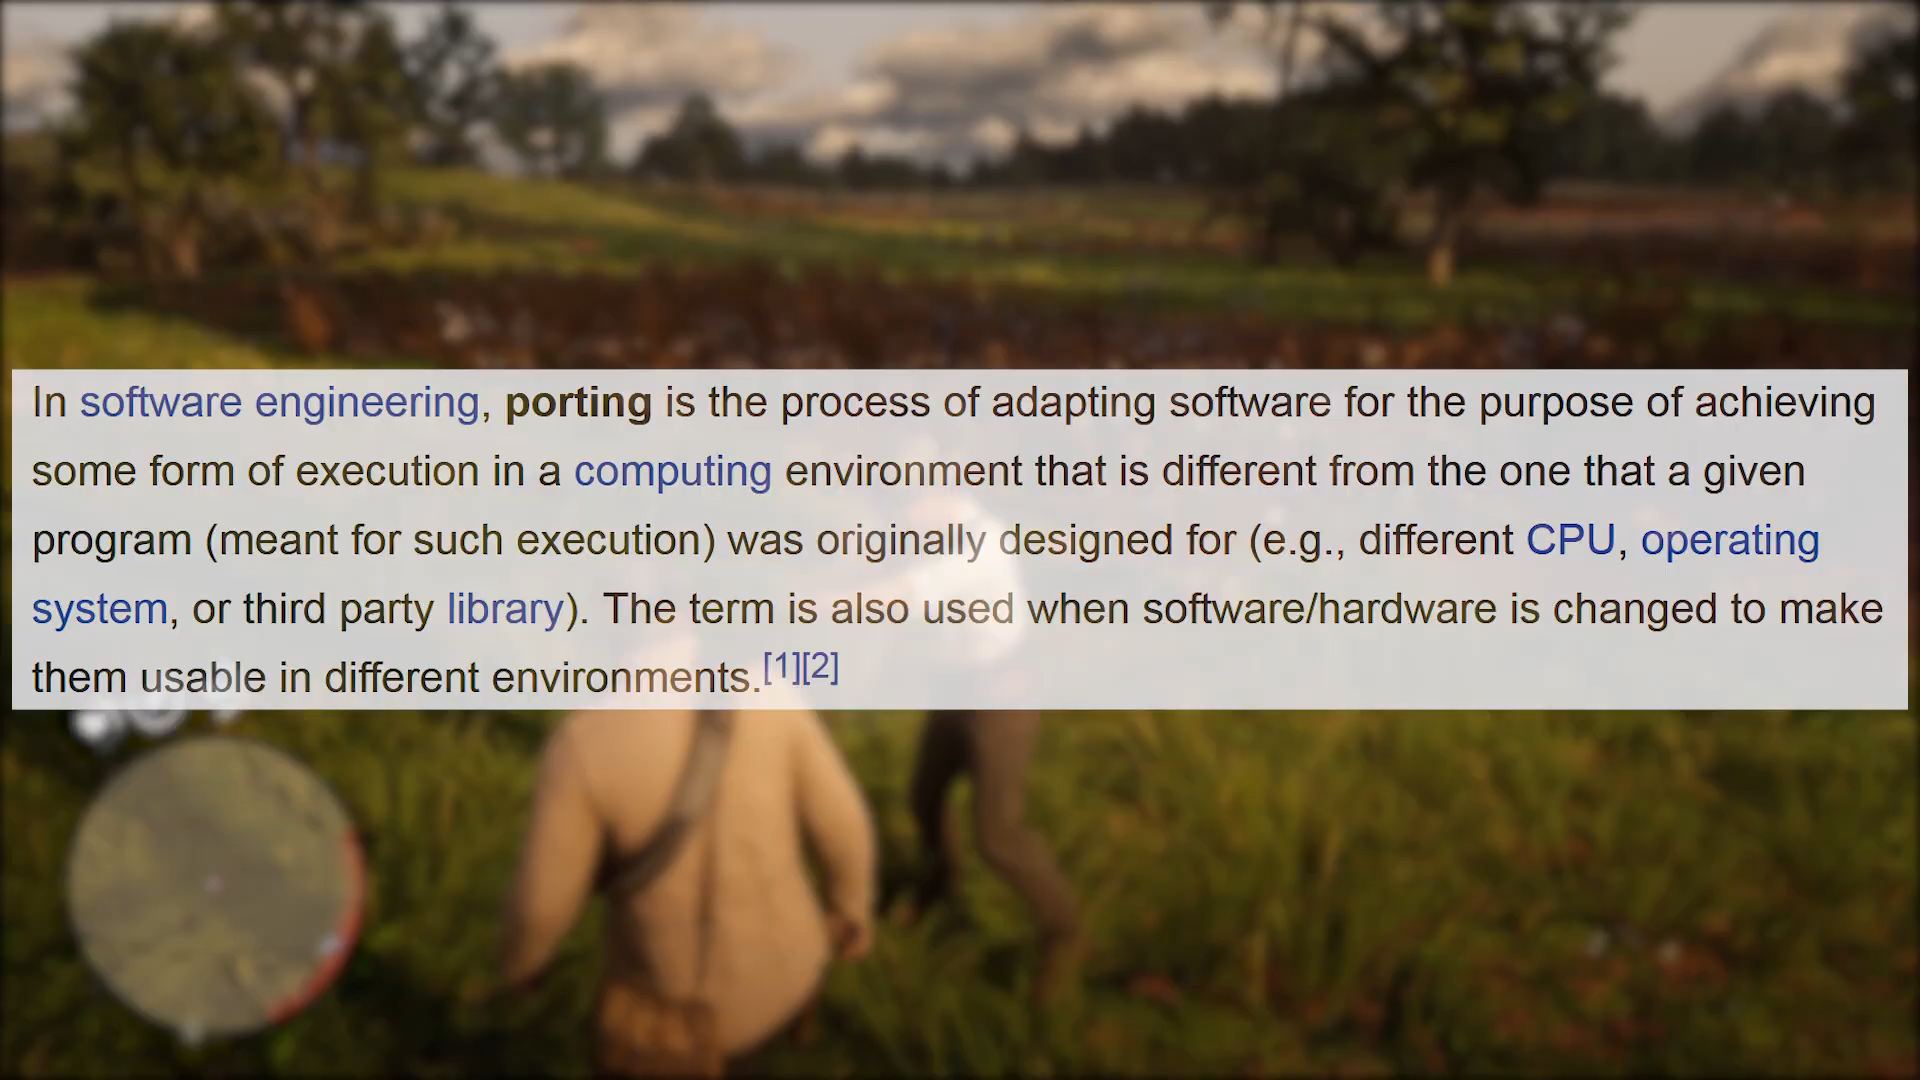 In software engineering, porting is the process of adapting software for the purpose of achieving
some form of execution in a computing environment that is different from the one that a given
program (meant for such execution) was originally designed for (e.g., different CPU, operating
system, or third party library). The term is also used when software/hardware is changed to make
them usable in different environments.[1][2]